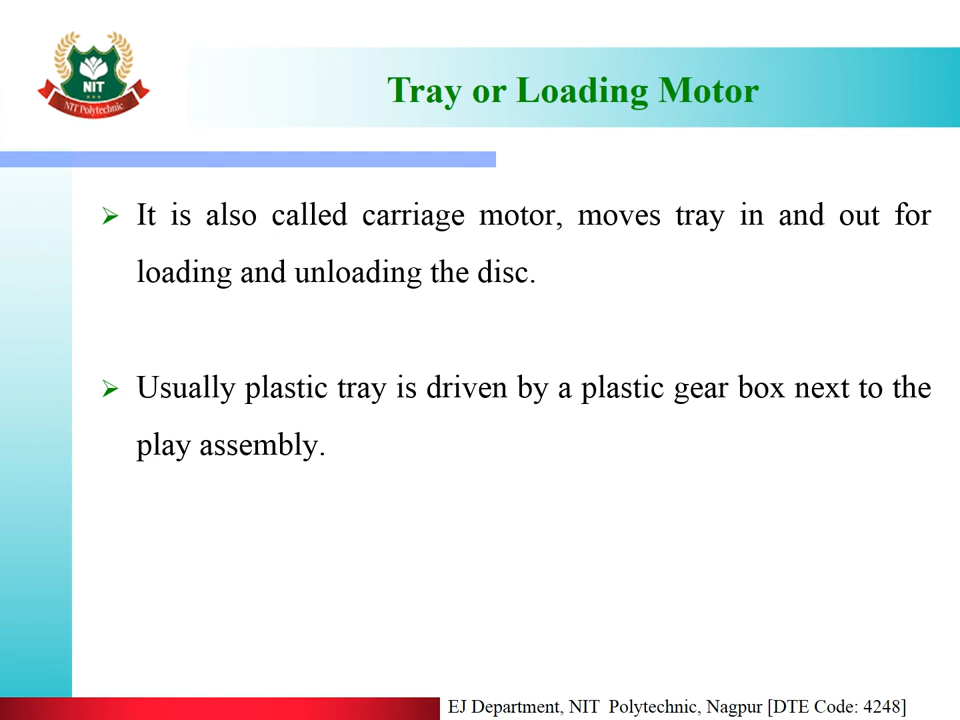 NIT
NIT Polytechnic
Tray or Loading Motor
It is also called carriage motor, moves tray in and out for
loading and unloading the disc.
Usually plastic tray is driven by a plastic gear box next to the
play assembly.
EJ Department, NIT Polytechnic, Nagpur [DTE Code: 4248]